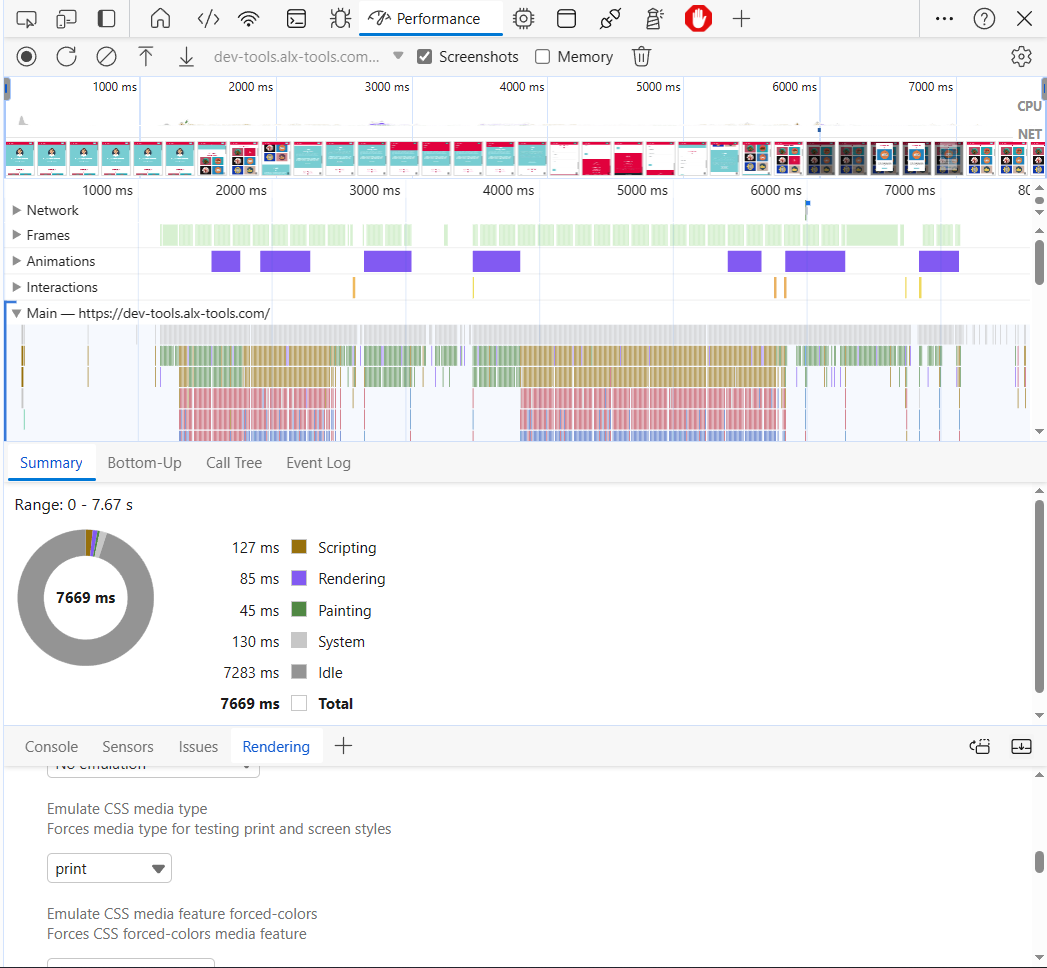 Performance
dev-tools.alx-tools.com... Screenshots Memory
1000 ms 2000 ms 3000 ms 4000 ms 5000 ms 6000 ms 7000 ms
CPU
NET
1000 ms 2000 ms 3000 ms 4000 ms 5000 ms 6000 ms 7000 ms 80
Network
Frames
Animations
Interactions
Main — https://dev-tools.alx-tools.com/
Summary Bottom-Up Call Tree Event Log
Range: 0 - 7.67 s
7669 ms
127 ms Scripting
85 ms Rendering
45 ms Painting
130 ms System
7283 ms Idle
7669 ms Total
Console Sensors Issues Rendering
No emulation
Emulate CSS media type
Forces media type for testing print and screen styles
print
Emulate CSS media feature forced-colors
Forces CSS forced-colors media feature